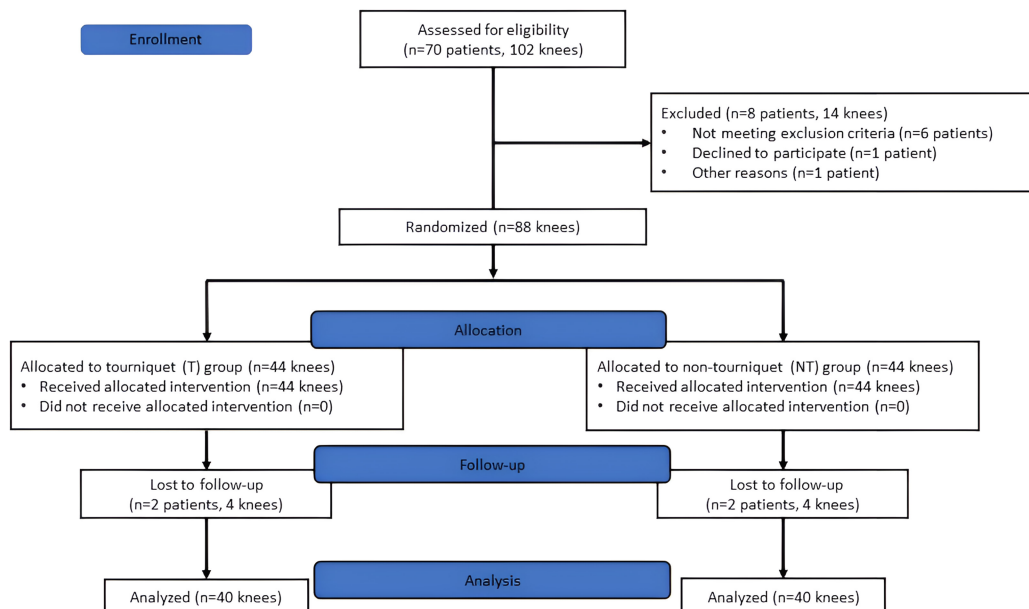 Enrollment
Assessed for eligibility
(n=70 patients, 102 knees)
Excluded (n=8 patients, 14 knees)
• Not meeting exclusion criteria (n=6 patients)
• Declined to participate (n=1 patient)
• Other reasons (n=1 patient)
Randomized (n=88 knees)
Allocation
Allocated to tourniquet (T) group (n=44 knees)
• Received allocated intervention (n=44 knees)
• Did not receive allocated intervention (n=0)
Allocated to non-tourniquet (NT) group (n=44 knees)
• Received allocated intervention (n=44 knees)
• Did not receive allocated intervention (n=0)
Follow-up
Lost to follow-up
(n=2 patients, 4 knees)
Lost to follow-up
(n=2 patients, 4 knees)
Analysis
Analyzed (n=40 knees)
Analyzed (n=40 knees)